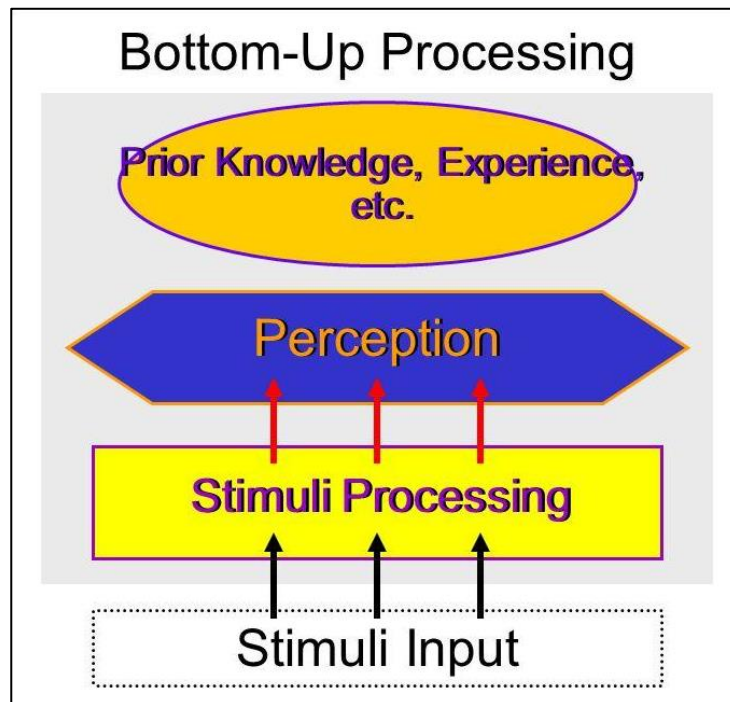 Bottom-Up Processing
Prior Knowledge, Experience,
etc.
Perception
Stimuli Processing
Stimuli Input